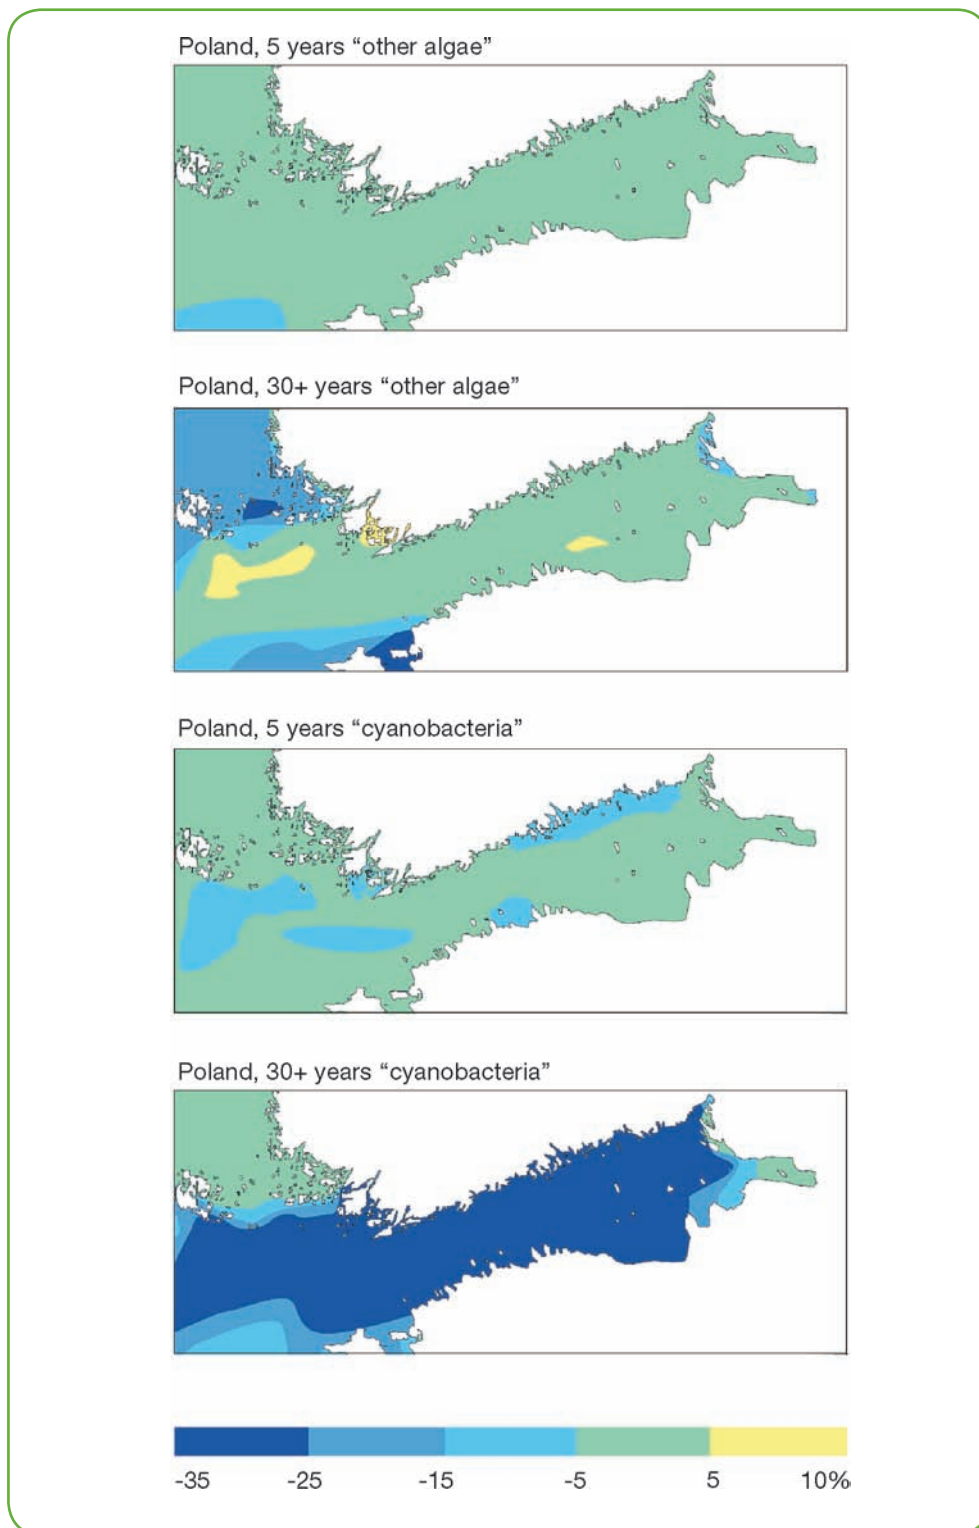 Poland, 5 years “other algae”
Poland, 30+ years “other algae”
Poland, 5 years “cyanobacteria”
Poland, 30+ years “cyanobacteria”
-35 -25 -15 -5 5 10%